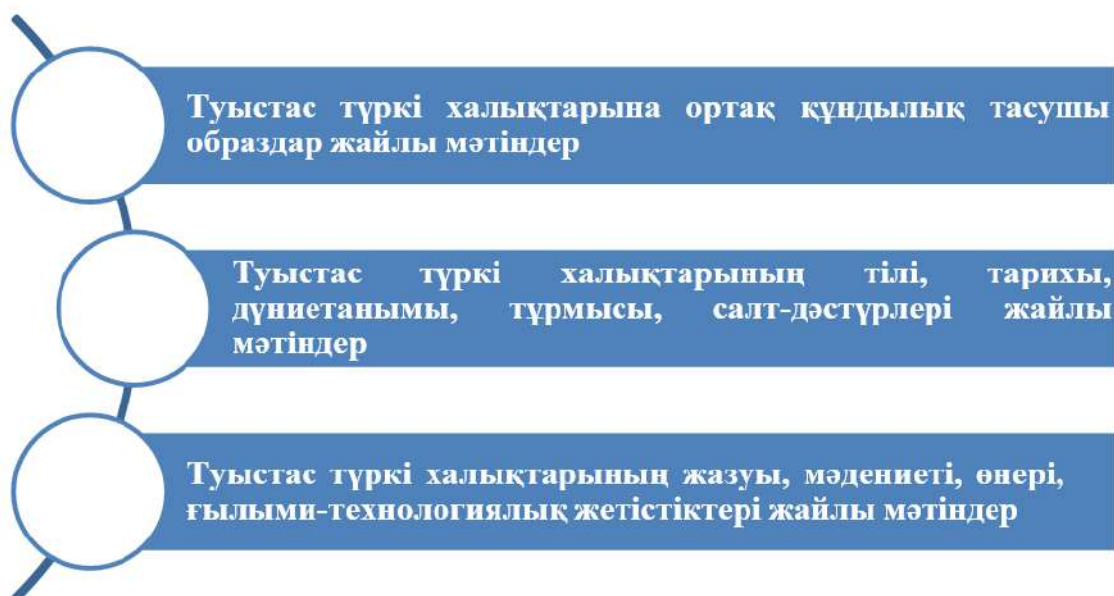 Туыстас түркі халықтарына ортақ құндылық тасушы
образдар жайлы мәтіндер
Туыстас түркі халықтарының тілі, тарихы,
дүниетанымы, тұрмысы, салт-дәстүрлері жайлы
мәтіндер
Туыстас түркі халықтарының жазуы, мәдениеті, өнері,
ғылыми-технологиялық жетістіктері жайлы мәтіндер